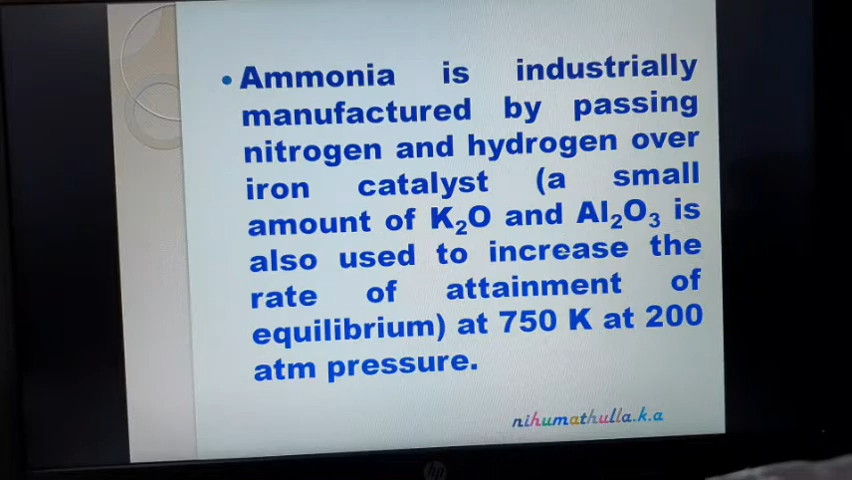 • Ammonia is industrially
manufactured by passing
nitrogen and hydrogen over
iron catalyst (a small
amount of K₂O and Al₂O₃ is
also used to increase the
rate of attainment of
equilibrium) at 750 K at 200
atm pressure.
nihumathulla.k.a
hp